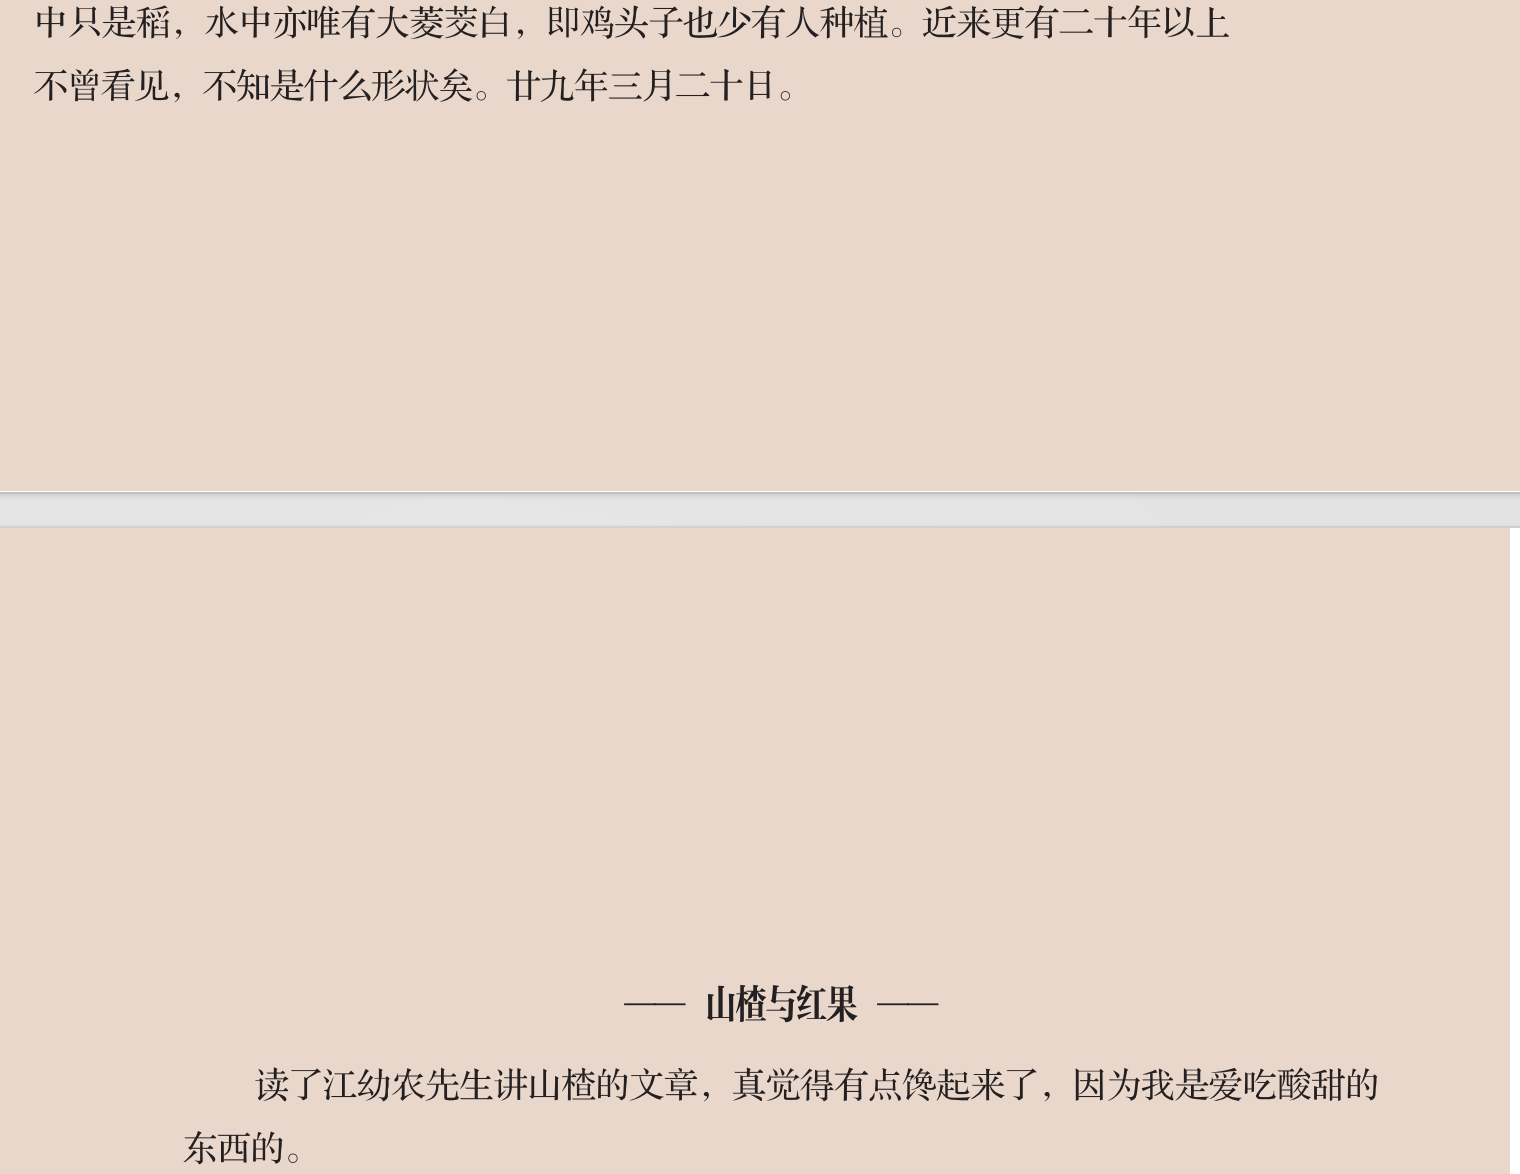 中只是稻，水中亦唯有大菱茭白，即鸡头子也少有人种植。近来更有二十年以上
不曾看见，不知是什么形状矣。廿九年三月二十日。
—— 山楂与红果 ——
读了江幼农先生讲山楂的文章，真觉得有点馋起来了，因为我是爱吃酸甜的
东西的。